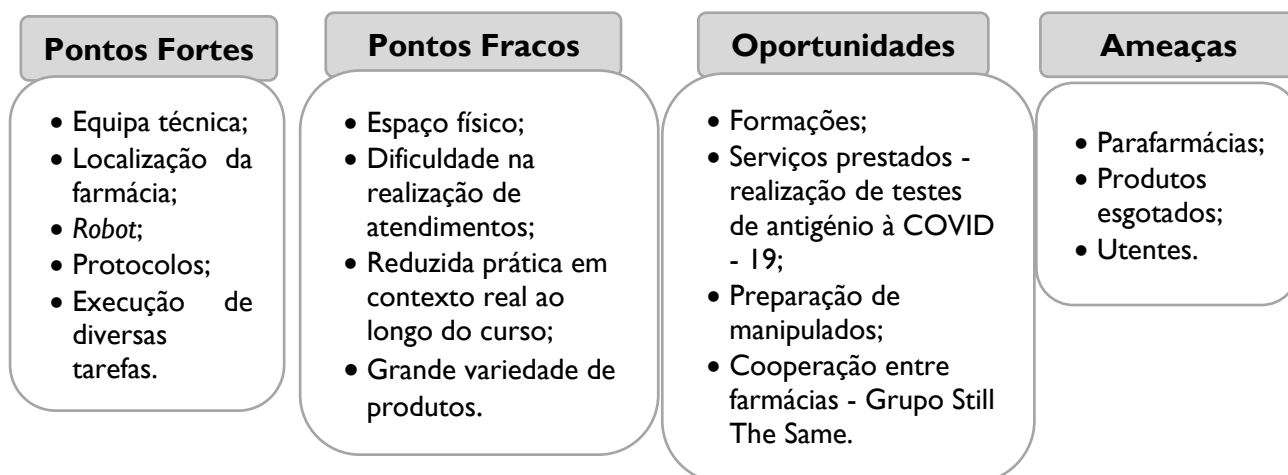 Pontos Fortes
• Equipa técnica;
• Localização da
farmácia;
• Robot;
• Protocolos;
• Execução de
diversas
tarefas.
Pontos Fracos
• Espaço físico;
• Dificuldade na
realização de
atendimentos;
• Reduzida prática em
contexto real ao
longo do curso;
• Grande variedade de
produtos.
Oportunidades
• Formações;
• Serviços prestados -
realização de testes
de antigénio à COVID
- 19;
• Preparação de
manipulados;
• Cooperação entre
farmácias - Grupo Still
The Same.
Ameaças
• Parafarmácias;
• Produtos
esgotados;
• Utentes.